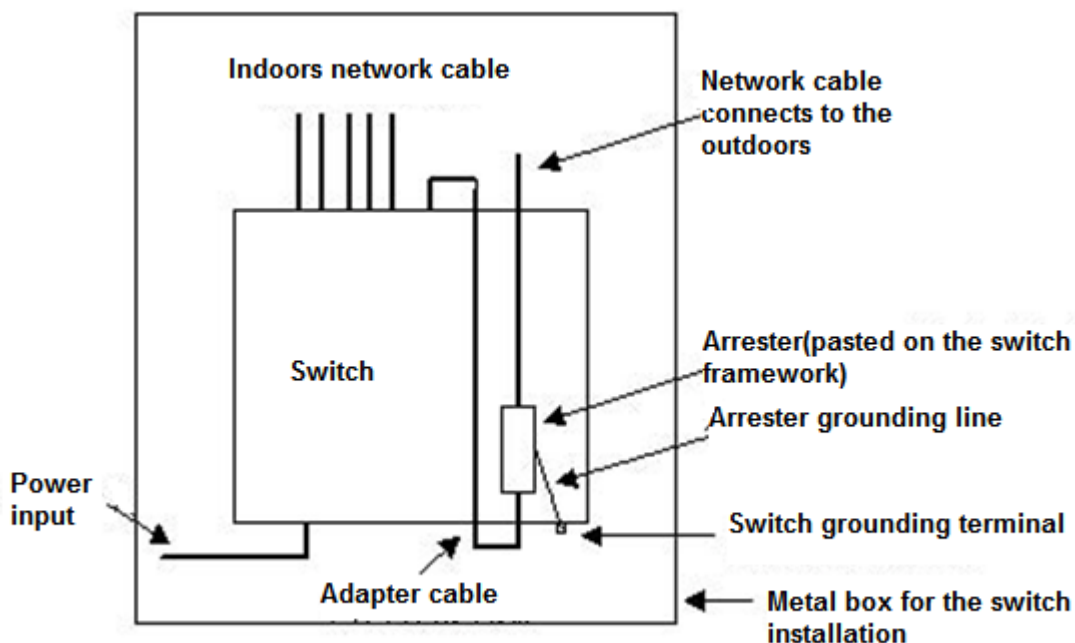 Indoors network cable
Network cable
connects to the
outdoors
Switch
Arrester(pasted on the switch
framework)
Arrester grounding line
Power
input
Switch grounding terminal
Adapter cable
Metal box for the switch
installation